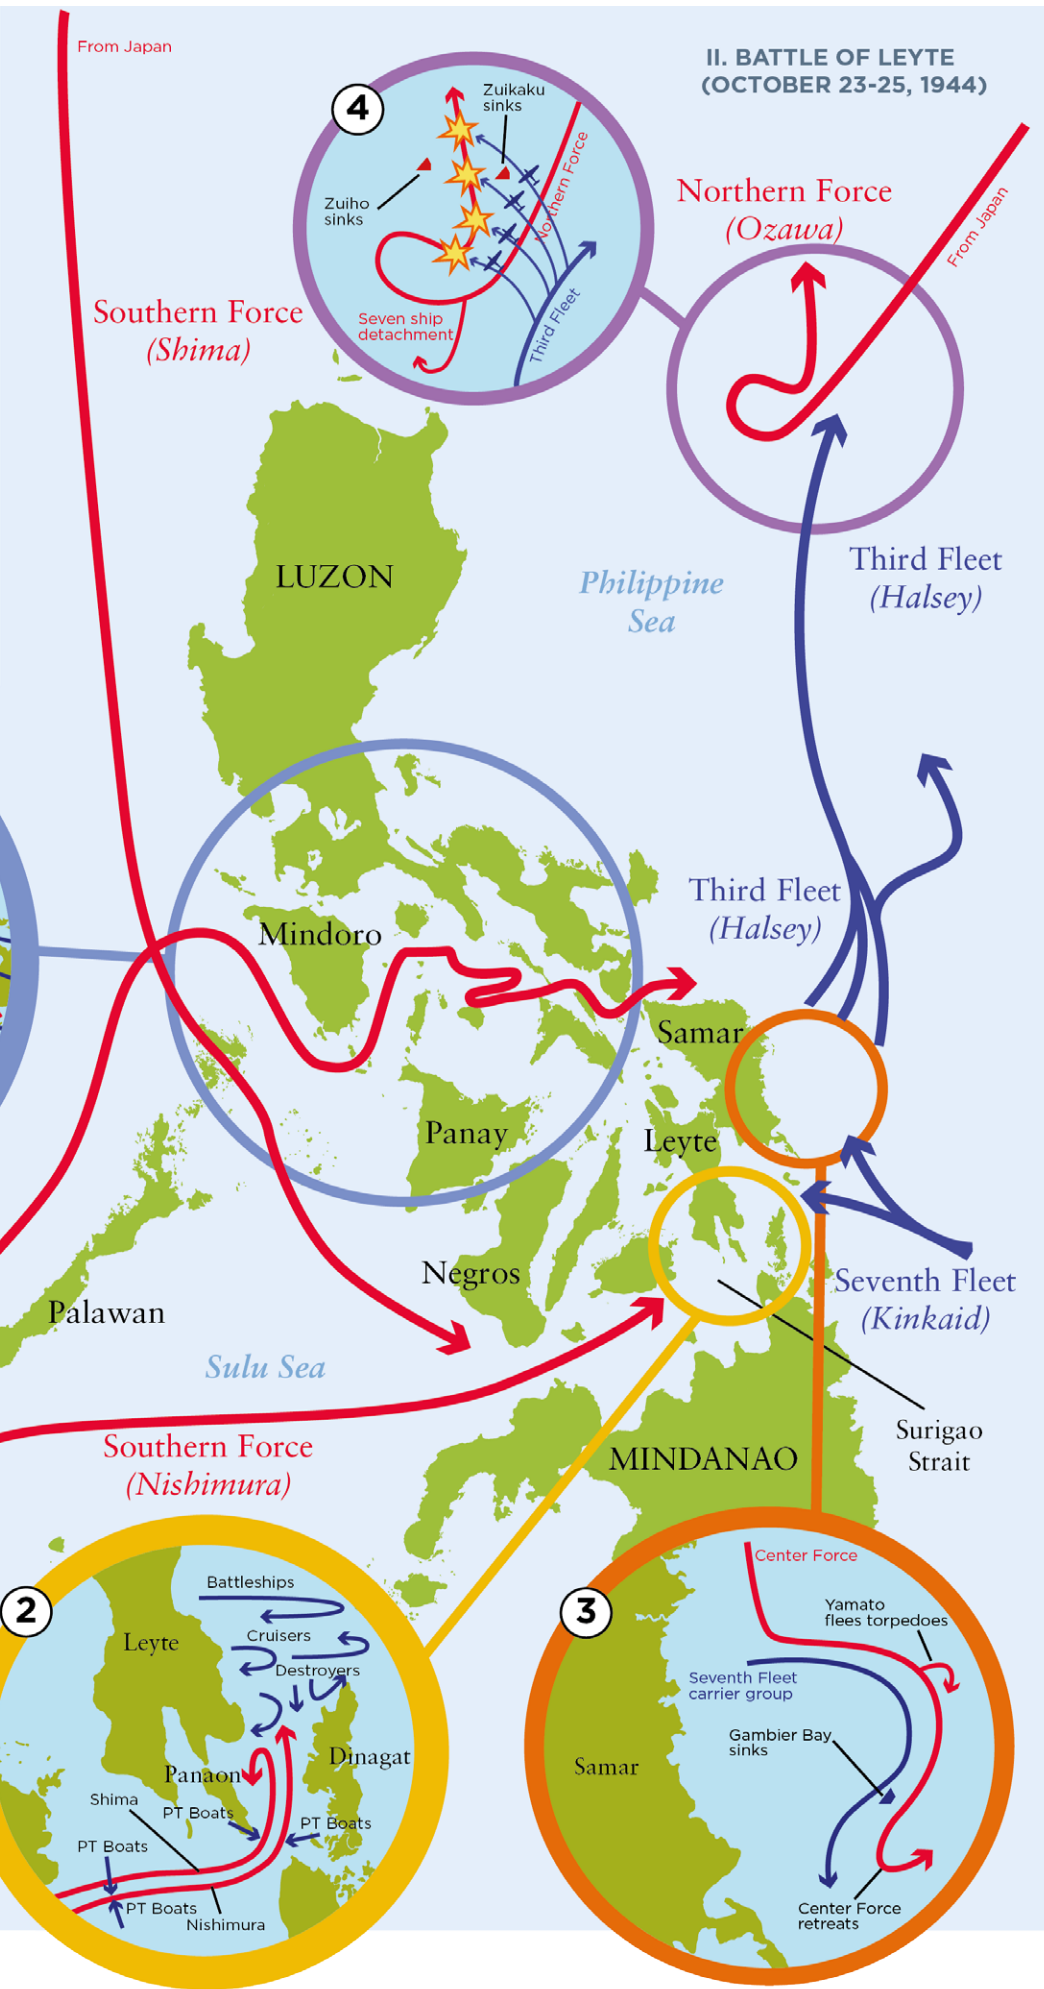 From Japan
II. BATTLE OF LEYTE
(OCTOBER 23-25, 1944)
4
Zuikaku
sinks
Zuiho
sinks
Northern Force
Seven ship
detachment
Third Fleet
Northern Force
(Ozawa)
From Japan
Southern Force
(Shima)
LUZON
Philippine
Sea
Third Fleet
(Halsey)
Third Fleet
(Halsey)
Mindoro
Samar
Panay
Leyte
Negros
Palawan
Seventh Fleet
(Kinkaid)
Sulu Sea
Surigao
Strait
Southern Force
(Nishimura)
MINDANAO
2
Battleships
Leyte
Cruisers
Destroyers
Panaon
Dinagat
Shima
PT Boats
PT Boats
PT Boats
PT Boats
Nishimura
3
Center Force
Yamato
flees torpedoes
Seventh Fleet
carrier group
Gambier Bay
sinks
Samar
Center Force
retreats